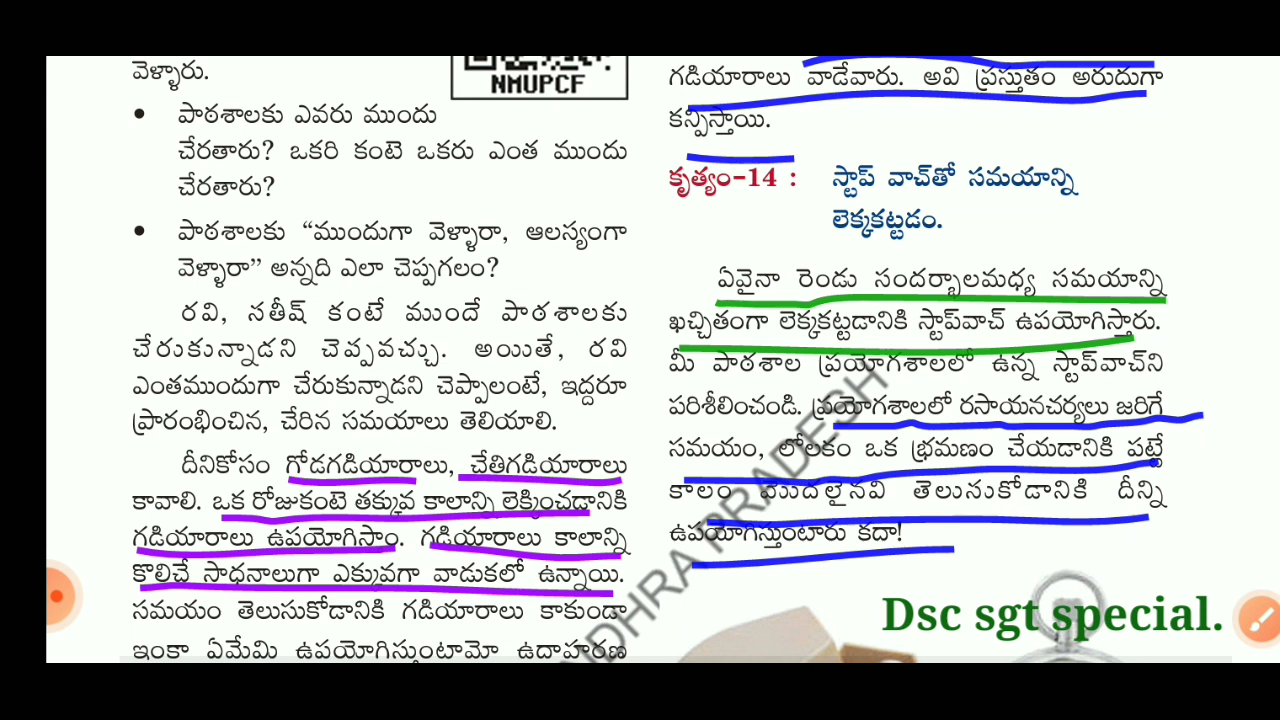 వెళ్ళారు.
NMUPCF
• పాఠశాలకు ఎవరు ముందు
చేరతారు? ఒకరి కంటె ఒకరు ఎంత ముందు
చేరతారు?
• పాఠశాలకు “ముందుగా వెళ్ళారా, ఆలస్యంగా
వెళ్ళారా” అన్నది ఎలా చెప్పగలం?
రవి, సతీష్ కంటే ముందే పాఠశాలకు
చేరుకున్నాడని చెప్పవచ్చు. అయితే, రవి
ఎంతముందుగా చేరుకున్నాడని చెప్పాలంటే, ఇద్దరూ
ప్రారంభించిన, చేరిన సమయాలు తెలియాలి.
దీనికోసం గోడగడియారాలు, చేతిగడియారాలు
కావాలి. ఒక రోజుకంటె తక్కువ కాలాన్ని లెక్కించడానికి
గడియారాలు ఉపయోగిస్తాం. గడియారాలు కాలాన్ని
కొలిచే సాధనాలుగా ఎక్కువగా వాడుకలో ఉన్నాయి.
సమయం తెలుసుకోడానికి గడియారాలు కాకుండా
ఇంకా ఏమేమి ఉపయోగిస్తుంటామో ఉదాహరణ
గడియారాలు వాడేవారు. అవి ప్రస్తుతం అరుదుగా
కన్పిస్తాయి.
కృత్యం-14 : స్టాప్ వాచ్‌తో సమయాన్ని
లెక్కకట్టడం.
ఏవైనా రెండు సందర్భాలమధ్య సమయాన్ని
ఖచ్చితంగా లెక్కకట్టడానికి స్టాప్‌వాచ్ ఉపయోగిస్తారు.
మీ పాఠశాల ప్రయోగశాలలో ఉన్న స్టాప్‌వాచ్‌ని
పరిశీలించండి. ప్రయోగశాలలో రసాయనచర్యలు జరిగే
సమయం, లోలకం ఒక భ్రమణం చేయడానికి పట్టే
కాలం మొదలైనవి తెలుసుకోడానికి దీన్ని
ఉపయోగిస్తుంటారు కదా!
Dsc sgt special.